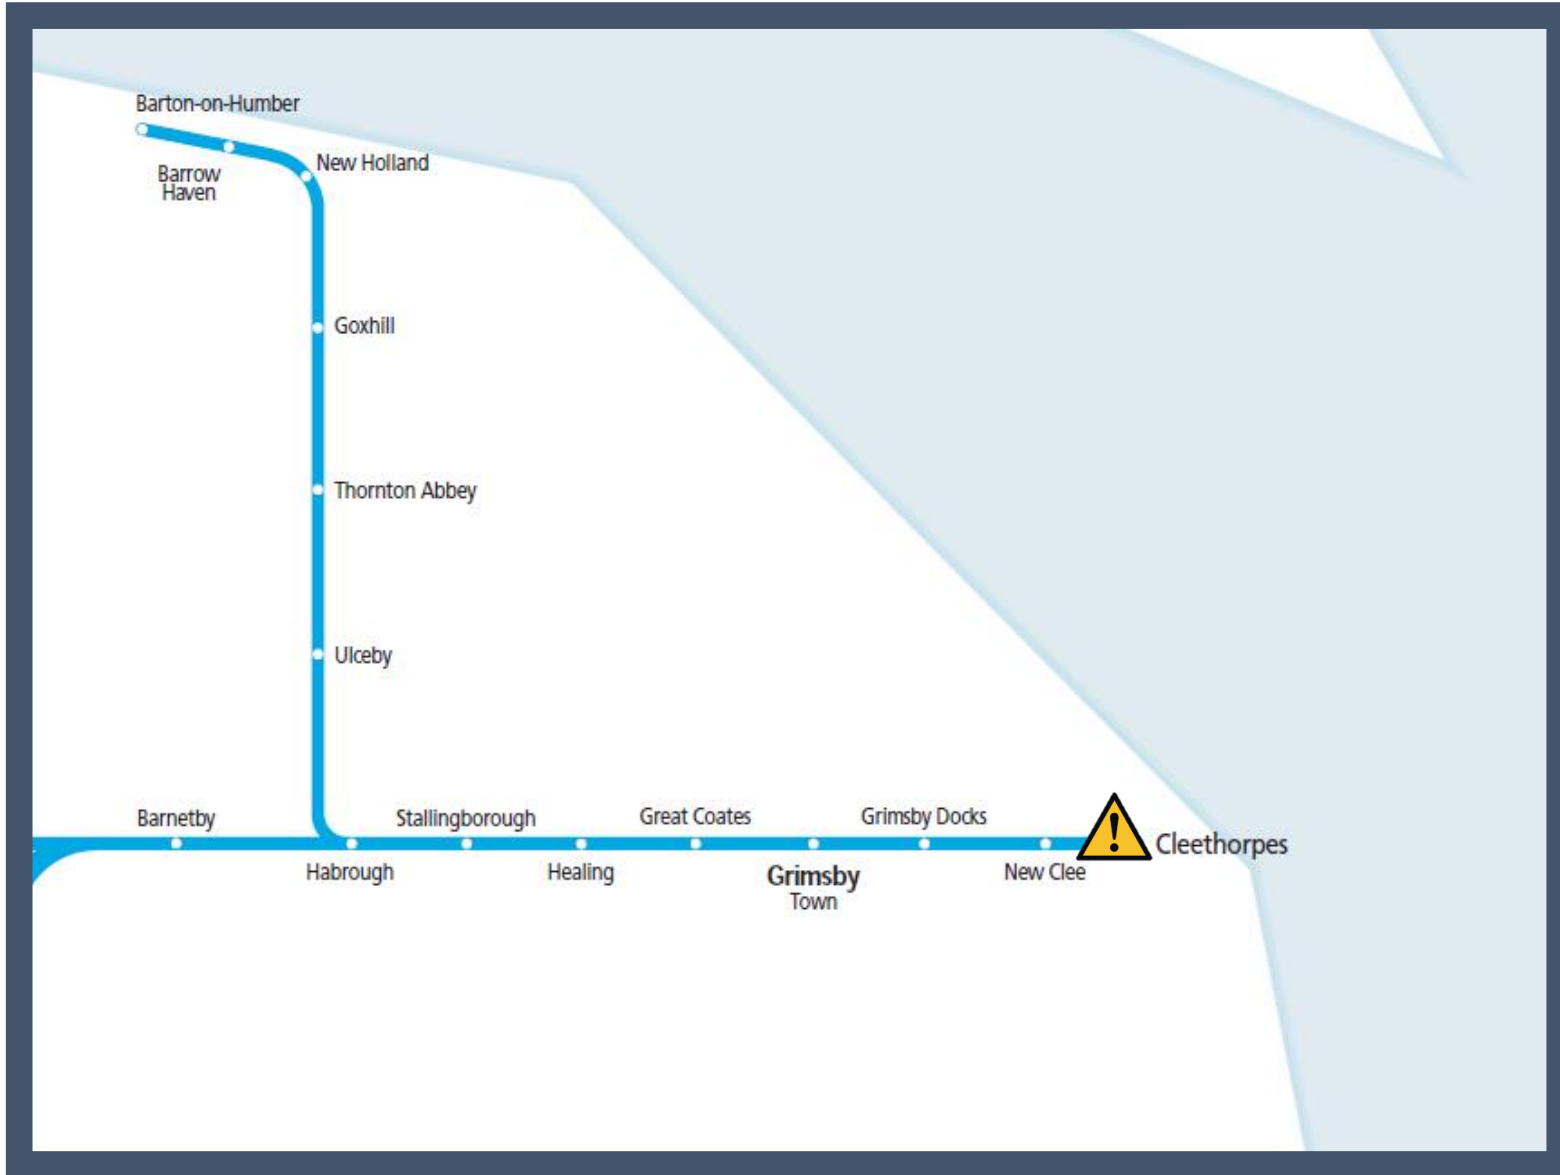 Barton-on-Humber
New Holland
Barrow
Haven
Goxhill
Thornton Abbey
Ulceby
Barnetby
Stallingborough
Great Coates
Grimsby Docks
Cleethorpes
Habrough
Healing
Grimsby
Town
New Clee